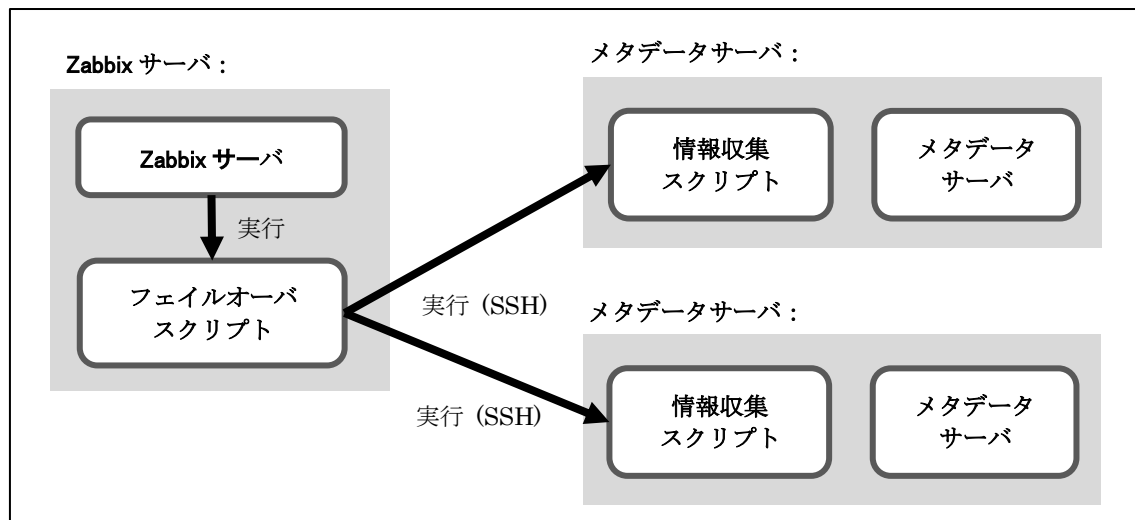 Zabbix サーバ：
Zabbix サーバ
実行
フェイルオーバ
スクリプト
実行 (SSH)
実行 (SSH)
メタデータサーバ：
情報収集
スクリプト
メタデータ
サーバ
メタデータサーバ：
情報収集
スクリプト
メタデータ
サーバ